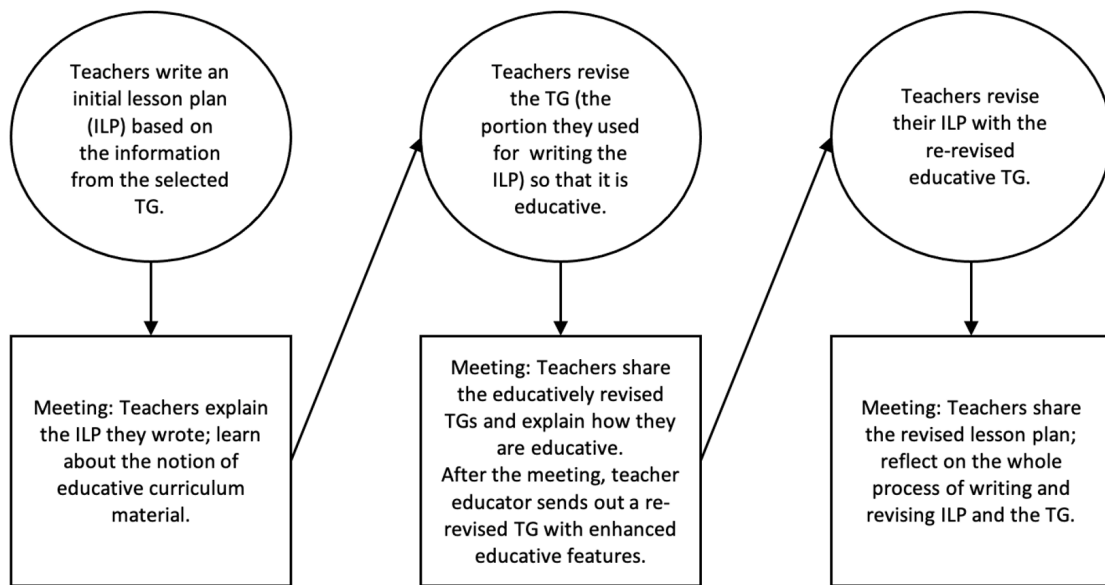 Teachers write an
initial lesson plan
(ILP) based on
the information
from the selected
TG.
Meeting: Teachers explain
the ILP they wrote; learn
about the notion of
educative curriculum
material.
Teachers revise
the TG (the
portion they used
for writing the
ILP) so that it is
educative.
Meeting: Teachers share
the educatively revised
TGs and explain how they
are educative.
After the meeting, teacher
educator sends out a re-
revised TG with enhanced
educative features.
Teachers revise
their ILP with the
re-revised
educative TG.
Meeting: Teachers share
the revised lesson plan;
reflect on the whole
process of writing and
revising ILP and the TG.